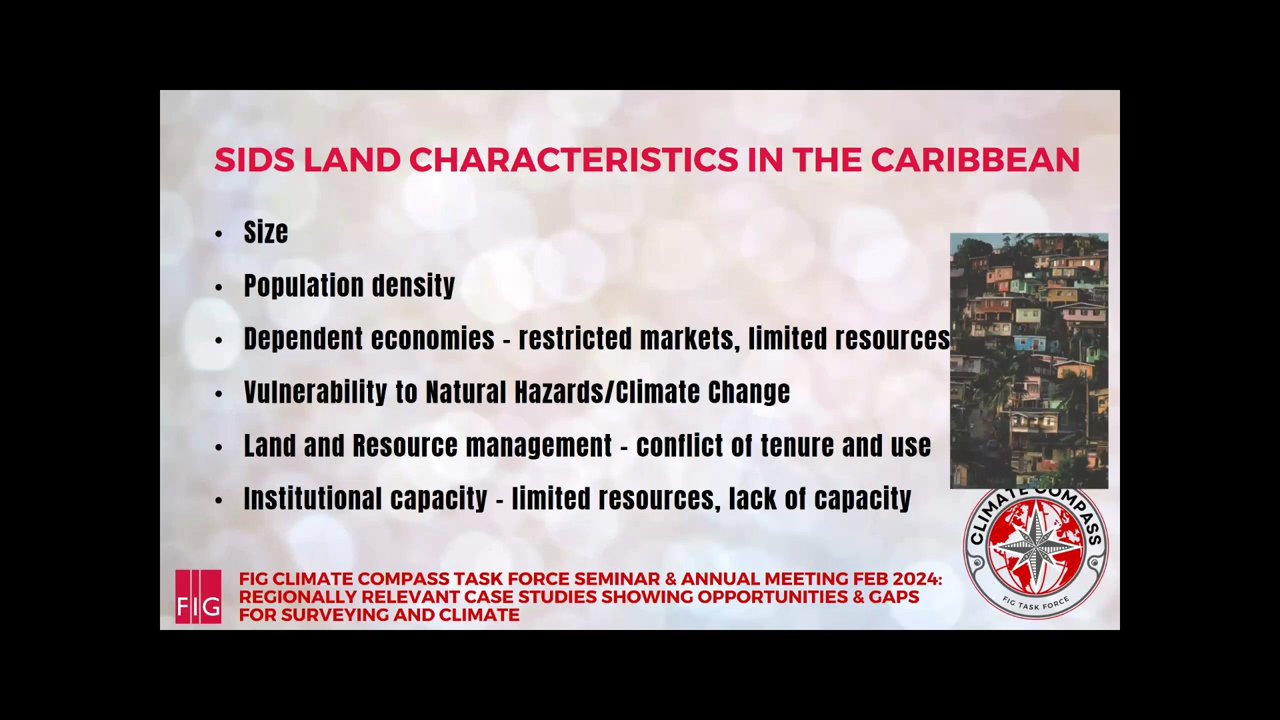 SIDS LAND CHARACTERISTICS IN THE CARIBBEAN
• Size
• Population density
• Dependent economies - restricted markets, limited resources
• Vulnerability to Natural Hazards/Climate Change
• Land and Resource management - conflict of tenure and use
• Institutional capacity - limited resources, lack of capacity
CLIMATE COMPASS
FIG TASK FORCE
FIG
FIG CLIMATE COMPASS TASK FORCE SEMINAR & ANNUAL MEETING FEB 2024:
REGIONALLY RELEVANT CASE STUDIES SHOWING OPPORTUNITIES & GAPS
FOR SURVEYING AND CLIMATE